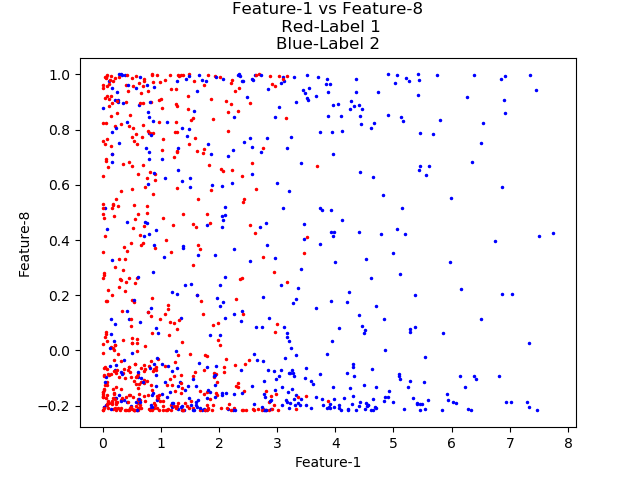 Feature-1 vs Feature-8
Red-Label 1
Blue-Label 2
1.0
0.8
0.6
0.4
0.2
0.0
−0.2
Feature-8
0 1 2 3 4 5 6 7 8
Feature-1